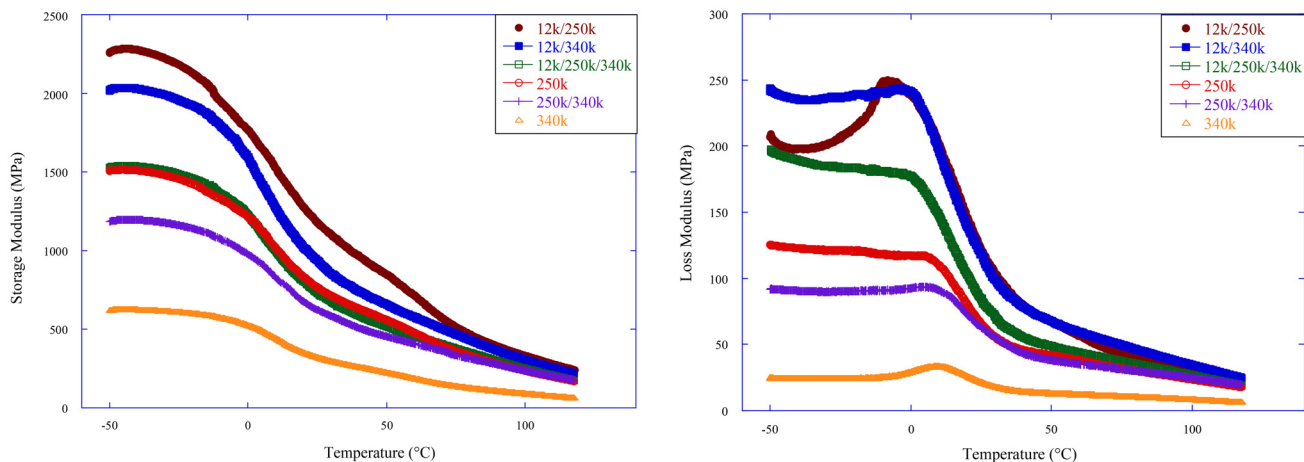 2500
2000
1500
1000
500
0
-50
0
50
100
Storage Modulus (MPa)
Temperature (°C)
12k/250k
12k/340k
12k/250k/340k
250k
250k/340k
340k
300
250
200
150
100
50
0
-50
0
50
100
Loss Modulus (MPa)
Temperature (°C)
12k/250k
12k/340k
12k/250k/340k
250k
250k/340k
340k